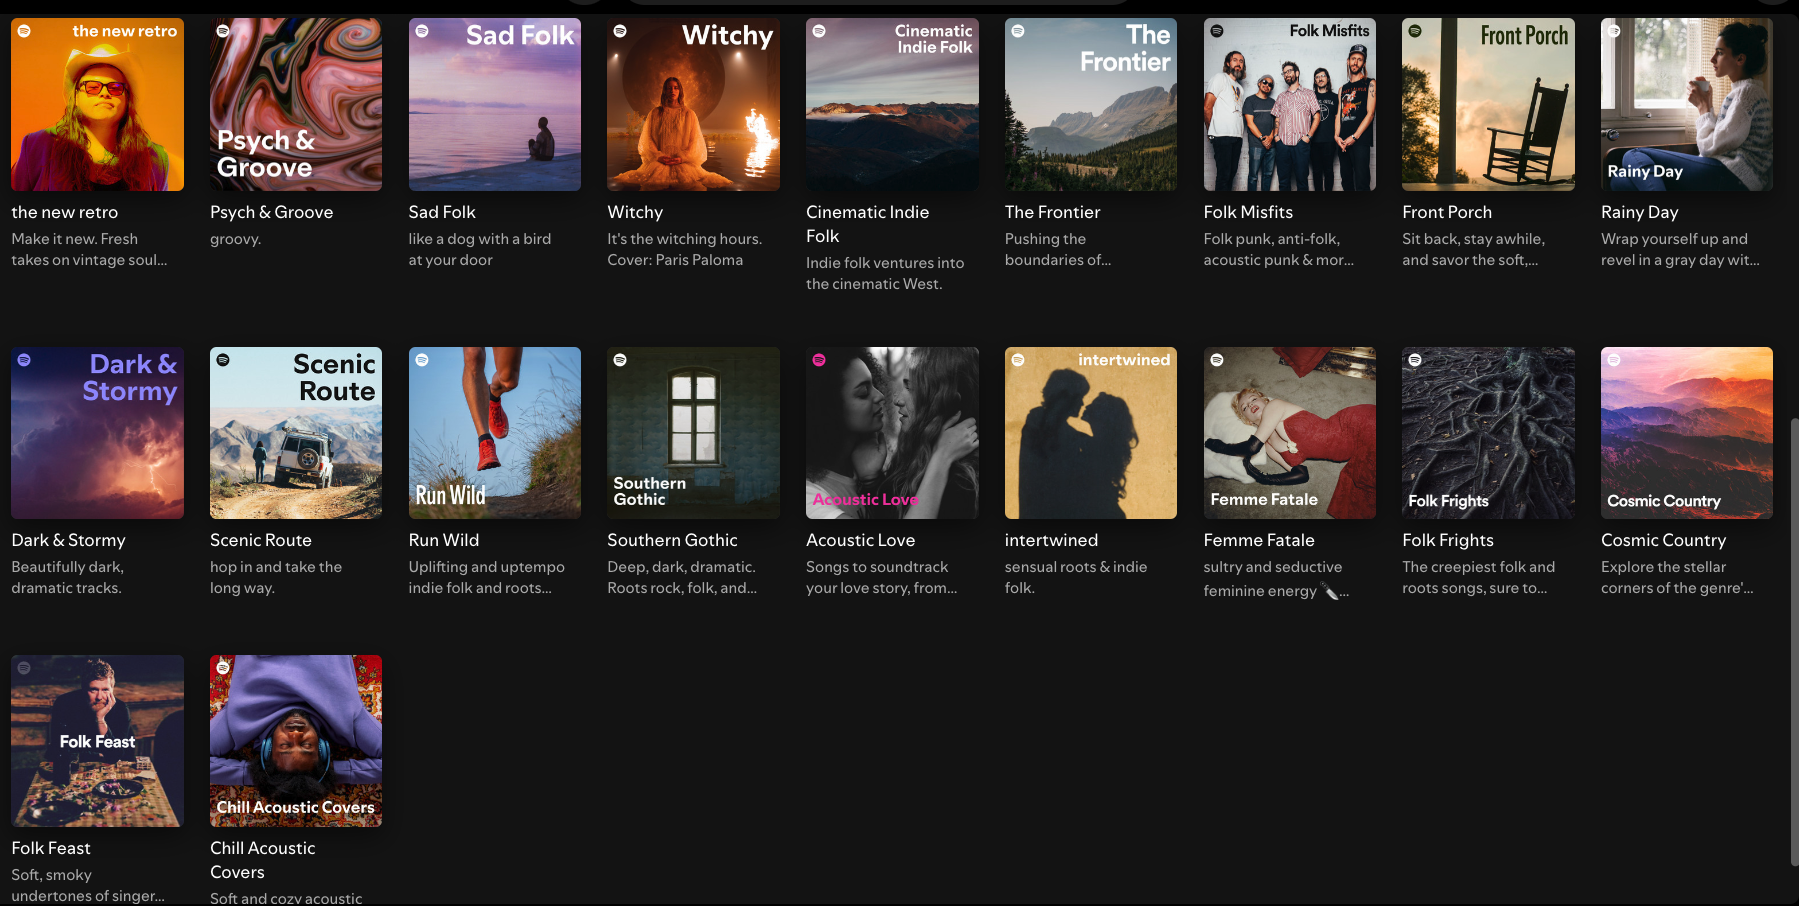 the new retro
Psych &
Groove
Sad Folk
Witchy
Cinematic
Indie Folk
The
Frontier
Folk Misfits
Front Porch
Rainy Day
the new retro
Make it new. Fresh
takes on vintage soul...
Psych & Groove
groovy.
Sad Folk
like a dog with a bird
at your door
Witchy
It's the witching hours.
Cover: Paris Paloma
Cinematic Indie
Folk
Indie folk ventures into
the cinematic West.
The Frontier
Pushing the
boundaries of...
Folk Misfits
Folk punk, anti-folk,
acoustic punk & mor...
Front Porch
Sit back, stay awhile,
and savor the soft,...
Rainy Day
Wrap yourself up and
revel in a gray day wit...
Dark &
Stormy
Scenic
Route
Run Wild
Southern
Gothic
Acoustic Love
intertwined
Femme Fatale
Folk Frights
Cosmic Country
Dark & Stormy
Beautifully dark,
dramatic tracks.
Scenic Route
hop in and take the
long way.
Run Wild
Uplifting and uptempo
indie folk and roots...
Southern Gothic
Deep, dark, dramatic.
Roots rock, folk, and...
Acoustic Love
Songs to soundtrack
your love story, from...
intertwined
sensual roots & indie
folk.
Femme Fatale
sultry and seductive
feminine energy 🔪...
Folk Frights
The creepiest folk and
roots songs, sure to...
Cosmic Country
Explore the stellar
corners of the genre'...
Folk Feast
Chill Acoustic Covers
Folk Feast
Soft, smoky
undertones of singer...
Chill Acoustic
Covers
Soft and cozy acoustic